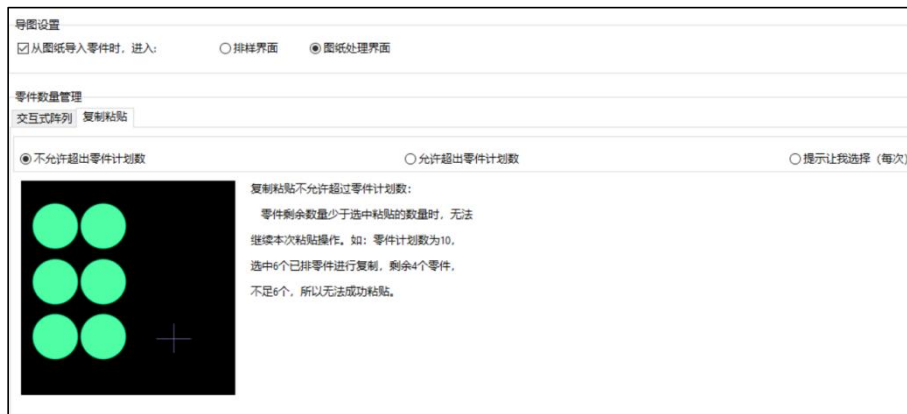 导图设置
从图纸导入零件时，进入: 排样界面 图纸处理界面
零件数量管理
交互式阵列 复制粘贴
不允许超出零件计划数 允许超出零件计划数 提示让我选择（每次）
复制粘贴不允许超过零件计划数：
零件剩余数量少于选中粘贴的数量时，无法
继续本次粘贴操作。如：零件计划数为10，
选中6个已排零件进行复制，剩余4个零件，
不足6个，所以无法成功粘贴。